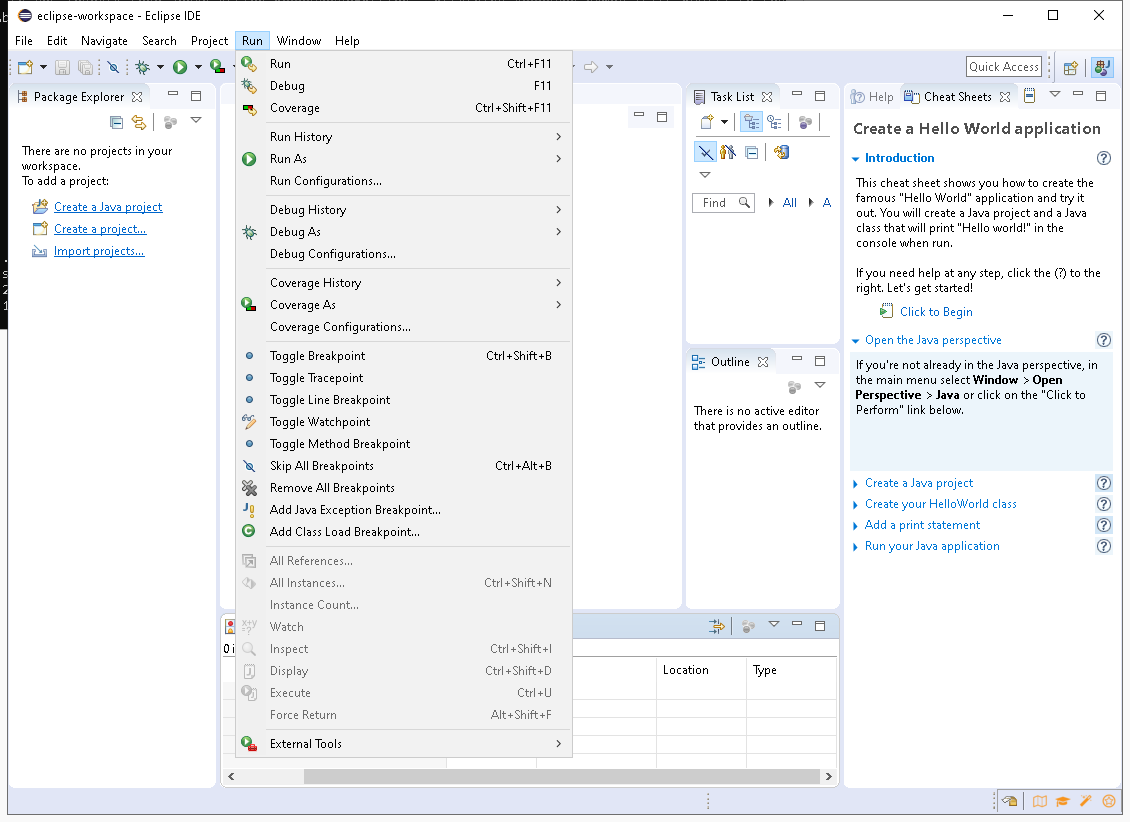 eclipse-workspace - Eclipse IDE
File Edit Navigate Search Project Run Window Help
Quick Access
Package Explorer
There are no projects in your
workspace.
To add a project:
Create a Java project
Create a project...
Import projects...
Run Ctrl+F11
Debug F11
Coverage Ctrl+Shift+F11
Run History
Run As
Run Configurations...
Debug History
Debug As
Debug Configurations...
Coverage History
Coverage As
Coverage Configurations...
Toggle Breakpoint Ctrl+Shift+B
Toggle Tracepoint
Toggle Line Breakpoint
Toggle Watchpoint
Toggle Method Breakpoint
Skip All Breakpoints Ctrl+Alt+B
Remove All Breakpoints
Add Java Exception Breakpoint...
Add Class Load Breakpoint...
All References...
All Instances... Ctrl+Shift+N
Instance Count...
Watch
Inspect Ctrl+Shift+I
Display Ctrl+Shift+D
Execute Ctrl+U
Force Return Alt+Shift+F
External Tools
0 i
Location Type
Task List
Find All A
Outline
There is no active editor
that provides an outline.
Help Cheat Sheets
Create a Hello World application
Introduction
This cheat sheet shows you how to create the
famous "Hello World" application and try it
out. You will create a Java project and a Java
class that will print "Hello world!" in the
console when run.
If you need help at any step, click the (?) to the
right. Let's get started!
Click to Begin
Open the Java perspective
If you're not already in the Java perspective, in
the main menu select Window > Open
Perspective > Java or click on the "Click to
Perform" link below.
Create a Java project
Create your HelloWorld class
Add a print statement
Run your Java application